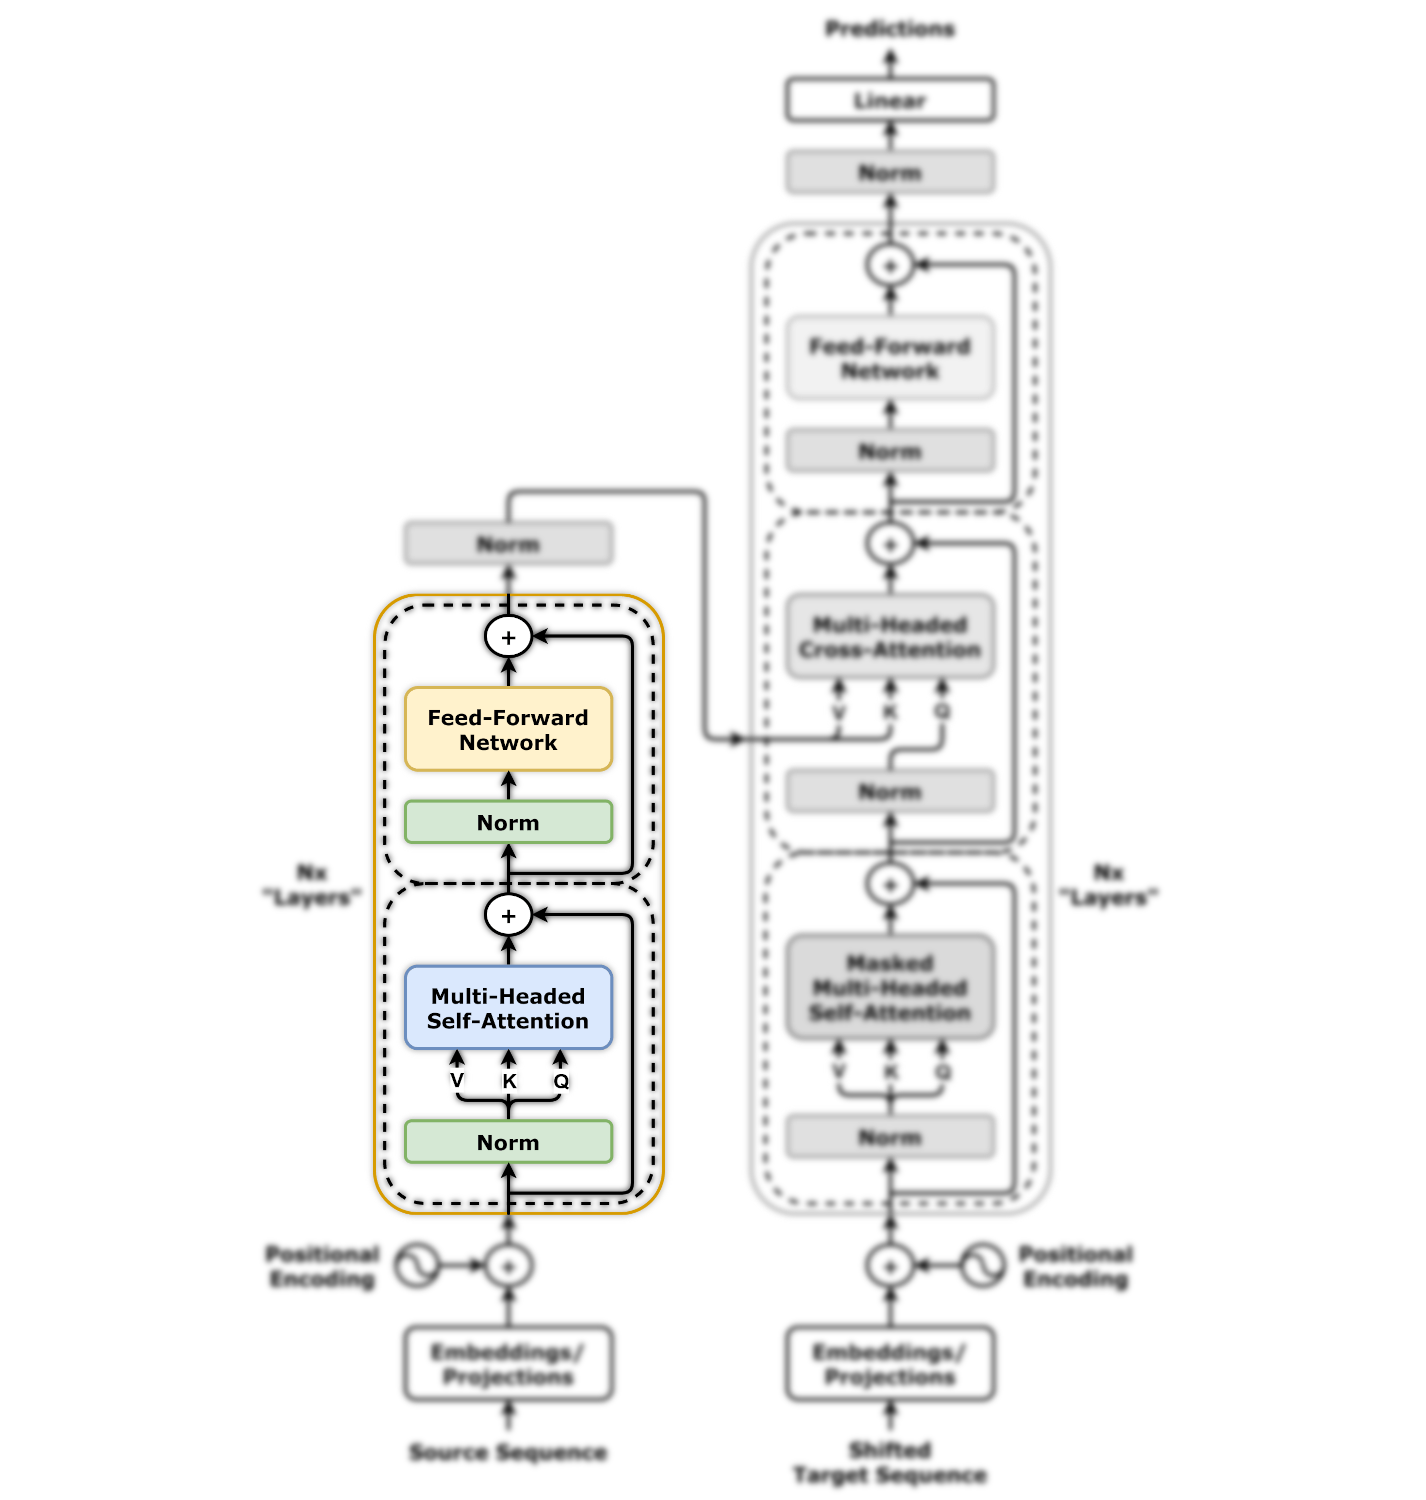 Predictions
Linear
Norm
+
Feed-Forward
Network
Norm
+
Multi-Headed
Cross-Attention
V K Q
Norm
+
Masked
Multi-Headed
Self-Attention
V K Q
Norm
Nx
"Layers"
+
Positional
Encoding
Embeddings/
Projections
Shifted
Target Sequence
Norm
+
Feed-Forward
Network
Norm
Nx
"Layers"
+
Multi-Headed
Self-Attention
V K Q
Norm
Positional
Encoding
+
Embeddings/
Projections
Source Sequence